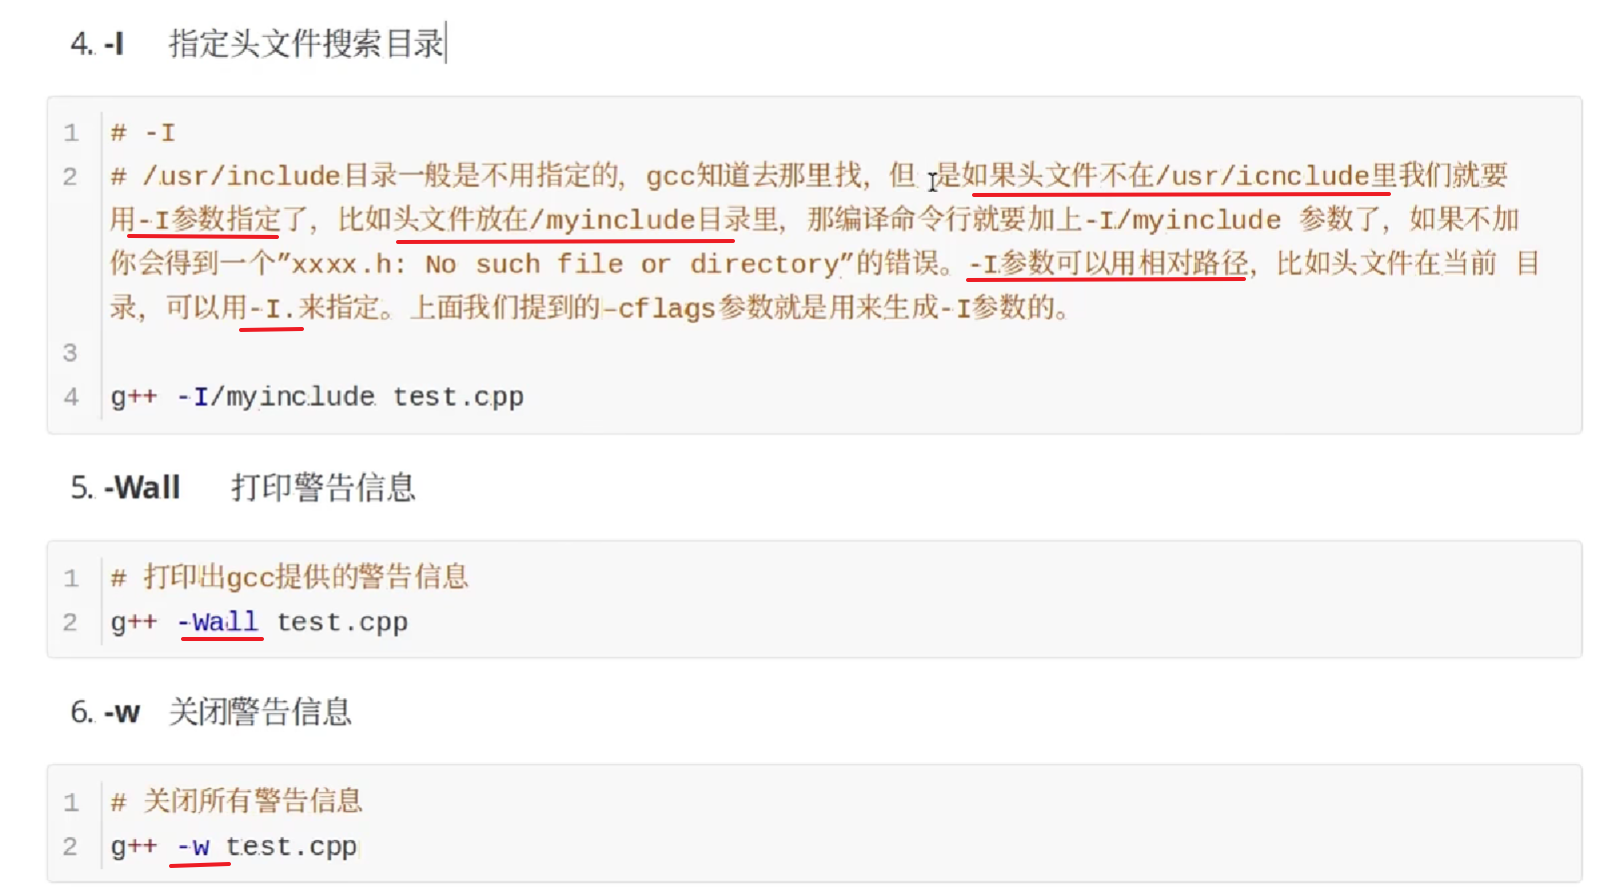 4. -I 指定头文件搜索目录
1 # -I
2 # /usr/include目录一般是不用指定的，gcc知道去那里找，但 是如果头文件不在/usr/icnclude里我们就要
用-I参数指定了，比如头文件放在/myinclude目录里，那编译命令行就要加上-I/myinclude 参数了，如果不加
你会得到一个”xxxx.h: No such file or directory”的错误。-I参数可以用相对路径，比如头文件在当前 目
录，可以用-I.来指定。上面我们提到的–cflags参数就是用来生成-I参数的。
3
4 g++ -I/myinclude test.cpp
5. -Wall 打印警告信息
1 # 打印出gcc提供的警告信息
2 g++ -Wall test.cpp
6. -w 关闭警告信息
1 # 关闭所有警告信息
2 g++ -w test.cpp